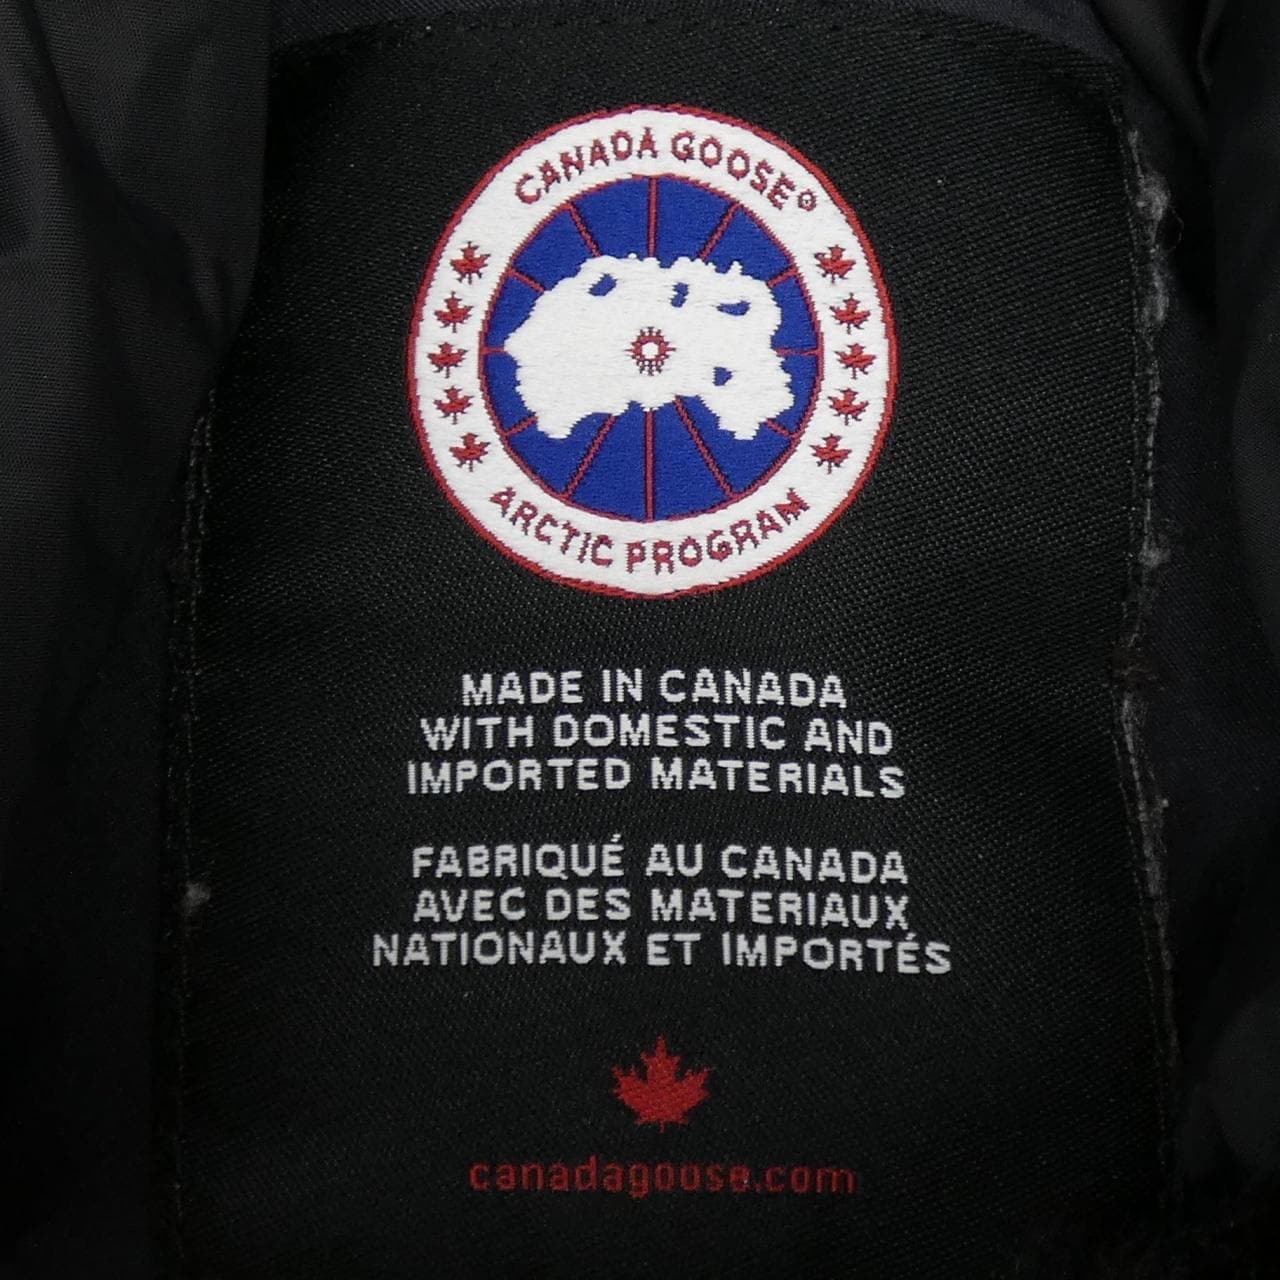 CANADA GOOSE®
ARCTIC PROGRAM
MADE IN CANADA
WITH DOMESTIC AND
IMPORTED MATERIALS
FABRIQUÉ AU CANADA
AVEC DES MATERIAUX
NATIONAUX ET IMPORTÉS
canadagoose.com